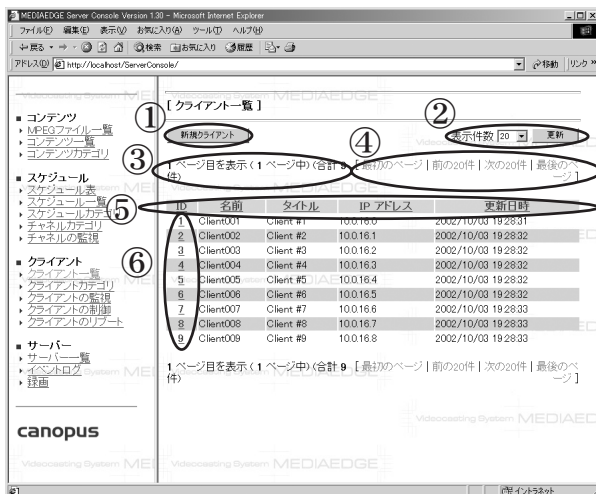 MEDIAEDGE Server Console Version 1.30 - Microsoft Internet Explorer
ファイル(F) 編集(E) 表示(V) お気に入り(A) ツール(T) ヘルプ(H)
戻る 検索 お気に入り 履歴
アドレス(D) http://localhost/ServerConsole/ 移動 リンク »
■ コンテンツ
MPEGファイル一覧
コンテンツ一覧
コンテンツカテゴリ
■ スケジュール
スケジュール表
スケジュール一覧
スケジュールカテゴリ
チャネルカテゴリ
チャネルの監視
■ クライアント
クライアント一覧
クライアントカテゴリ
クライアントの監視
クライアントの制御
クライアントのリブート
■ サーバー
サーバー一覧
イベントログ
録画
canopus
[ クライアント一覧 ]
① ②
新規クライアント 表示件数 20 更新
③ ④
1 ページ目を表示 ( 1 ページ中) (合計 9 [ 最初のページ | 前の20件 | 次の20件 | 最後のペ
件) ージ ]
⑤
ID 名前 タイトル IP アドレス 更新日時
⑥
1 Client001 Client #1 10.0.16.0 2002/10/03 19:28:31
2 Client002 Client #2 10.0.16.1 2002/10/03 19:28:32
3 Client003 Client #3 10.0.16.2 2002/10/03 19:28:32
4 Client004 Client #4 10.0.16.3 2002/10/03 19:28:32
5 Client005 Client #5 10.0.16.4 2002/10/03 19:28:32
6 Client006 Client #6 10.0.16.5 2002/10/03 19:28:32
7 Client007 Client #7 10.0.16.6 2002/10/03 19:28:33
8 Client008 Client #8 10.0.16.7 2002/10/03 19:28:33
9 Client009 Client #9 10.0.16.8 2002/10/03 19:28:33
1 ページ目を表示 ( 1 ページ中) (合計 9 [ 最初のページ | 前の20件 | 次の20件 | 最後のペ
件) ージ ]
Videocasting System MEDIAEDGE
イントラネット